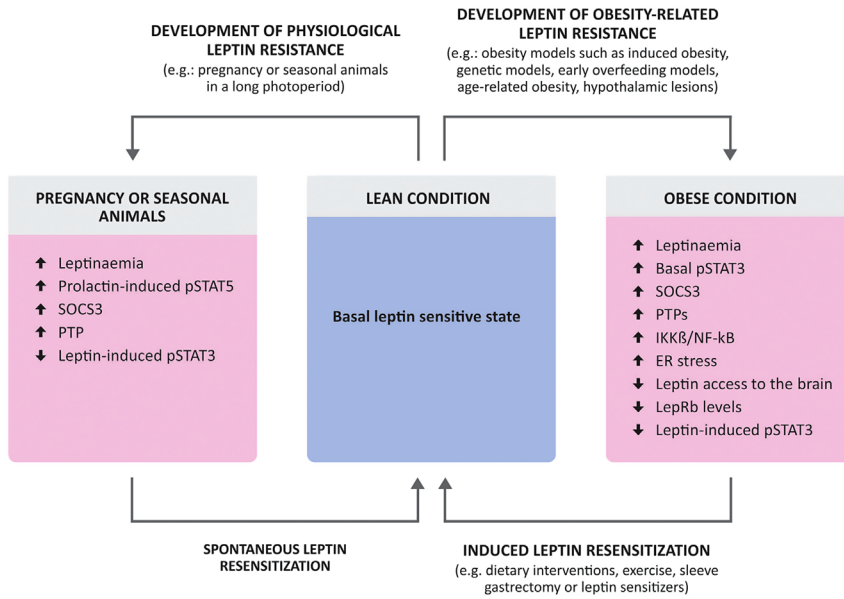 DEVELOPMENT OF PHYSIOLOGICAL
LEPTIN RESISTANCE
(e.g.: pregnancy or seasonal animals
in a long photoperiod)
DEVELOPMENT OF OBESITY-RELATED
LEPTIN RESISTANCE
(e.g.: obesity models such as induced obesity,
genetic models, early overfeeding models,
age-related obesity, hypothalamic lesions)
PREGNANCY OR SEASONAL
ANIMALS
↑ Leptinaemia
↑ Prolactin-induced pSTAT5
↑ SOCS3
↑ PTP
↓ Leptin-induced pSTAT3
LEAN CONDITION
Basal leptin sensitive state
OBESE CONDITION
↑ Leptinaemia
↑ Basal pSTAT3
↑ SOCS3
↑ PTPs
↑ IKKß/NF-kB
↑ ER stress
↓ Leptin access to the brain
↓ LepRb levels
↓ Leptin-induced pSTAT3
SPONTANEOUS LEPTIN
RESENSITIZATION
INDUCED LEPTIN RESENSITIZATION
(e.g. dietary interventions, exercise, sleeve
gastrectomy or leptin sensitizers)